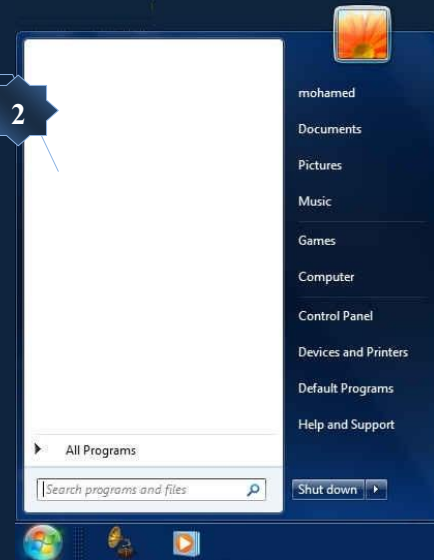 2
mohamed
Documents
Pictures
Music
Games
Computer
Control Panel
Devices and Printers
Default Programs
Help and Support
All Programs
Search programs and files
Shut down